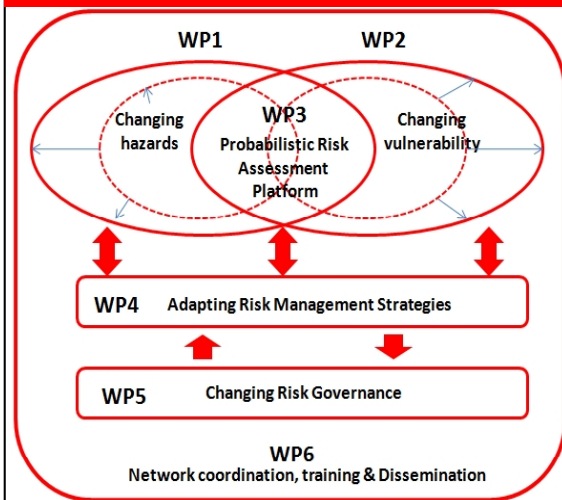 WP1
WP2
Changing
hazards
WP3
Probabilistic Risk
Assessment
Platform
Changing
vulnerability
WP4 Adapting Risk Management Strategies
WP5 Changing Risk Governance
WP6
Network coordination, training & Dissemination